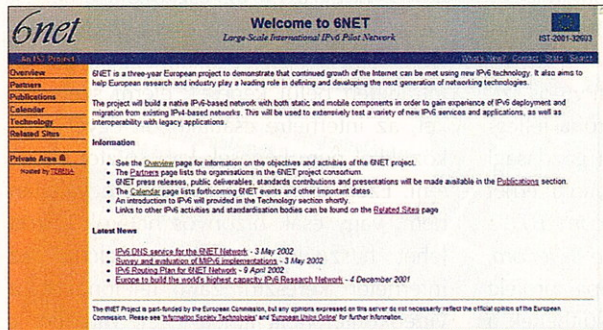 6net
Welcome to 6NET
Large-Scale International IPv6 Pilot Network
IST-2001-32603
An IST Project
What's New? Contact Stats Search
Overview
Partners
Publications
Calendar
Technology
Related Sites
Private Area
Hosted by TERENA
6NET is a three-year European project to demonstrate that continued growth of the Internet can be met using new IPv6 technology. It also aims to
help European research and industry play a leading role in defining and developing the next generation of networking technologies.
The project will build a native IPv6-based network with both static and mobile components in order to gain experience of IPv6 deployment and
migration from existing IPv4-based networks. This will be used to extensively test a variety of new IPv6 services and applications, as well as
interoperability with legacy applications.
Information
• See the Overview page for information on the objectives and activities of the 6NET project.
• The Partners page lists the organisations in the 6NET project consortium.
• 6NET press releases, public deliverables, standards contributions and presentations will be made available in the Publications section.
• The Calendar page lists forthcoming 6NET events and other important dates.
• An introduction to IPv6 will provided in the Technology section shortly.
• Links to other IPv6 activities and standardisation bodies can be found on the Related Sites page
Latest News
• IPv6 DNS service for the 6NET Network - 3 May 2002
• Survey and evaluation of MIPv6 implementations - 3 May 2002
• IPv6 Routing Plan for 6NET Network - 9 April 2002
• Europe to build the world's highest capacity IPv6 Research Network - 4 December 2001
The 6NET Project is part-funded by the European Commission, but any opinions expressed on this server do not necessarily reflect the official opinion of the European
Commission. Please see 'Information Society Technologies' and 'European Union Online' for further information.